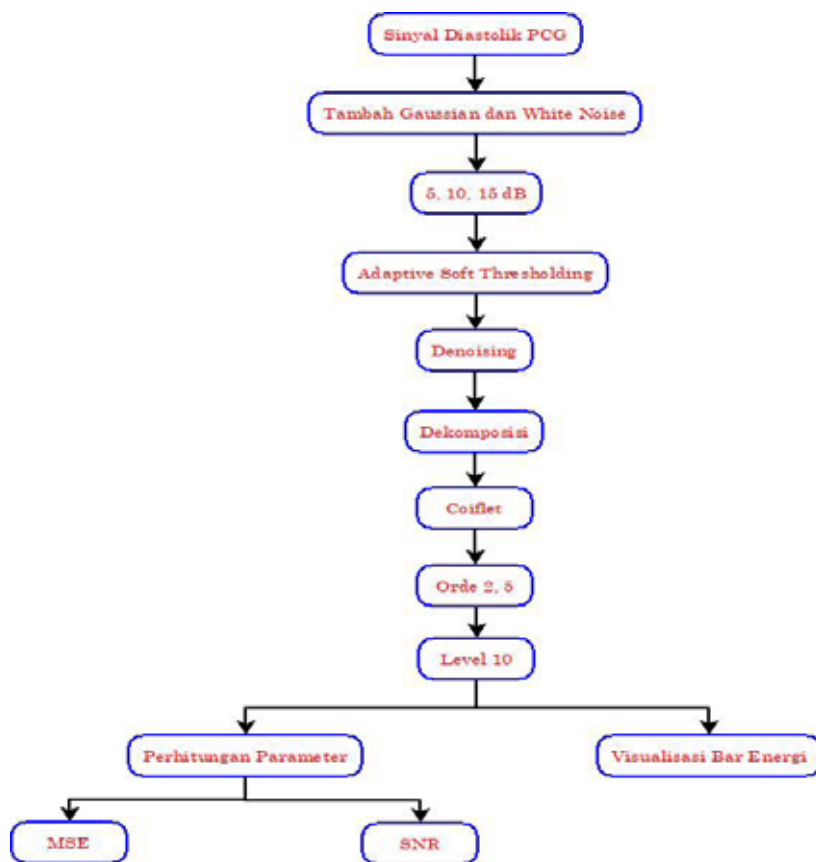 Sinyal Diastolik PCG
Tambah Gaussian dan White Noise
5, 10, 15 dB
Adaptive Soft Thresholding
Denoising
Dekomposisi
Coiflet
Orde 2, 5
Level 10
Perhitungan Parameter
Visualisasi Bar Energi
MSE
SNR